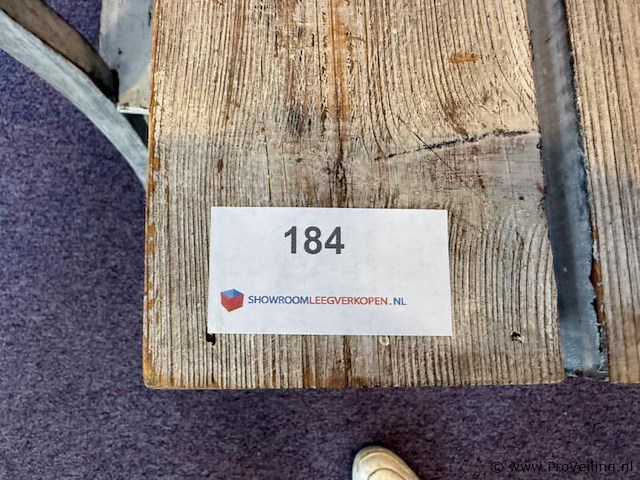 184
SHOWROOMLEEGVERKOPEN.NL
© www.ProVeiling.nl